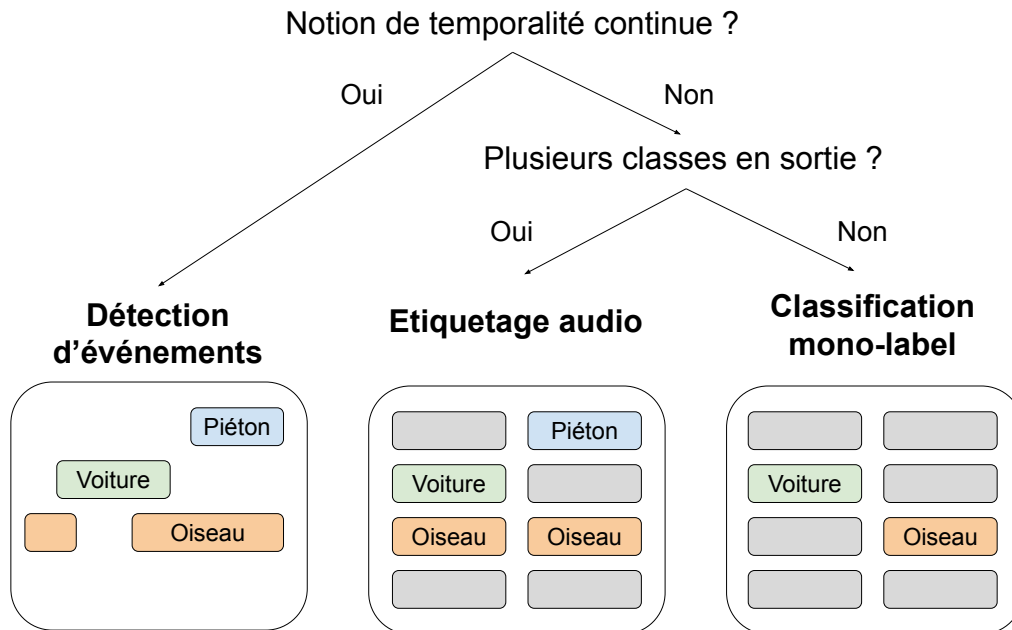 Notion de temporalité continue ?
Oui
Non
Plusieurs classes en sortie ?
Oui
Non
Détection
d’événements
Etiquetage audio
Classification
mono-label
Piéton
Voiture
Oiseau
Piéton
Voiture
Oiseau
Oiseau
Voiture
Oiseau